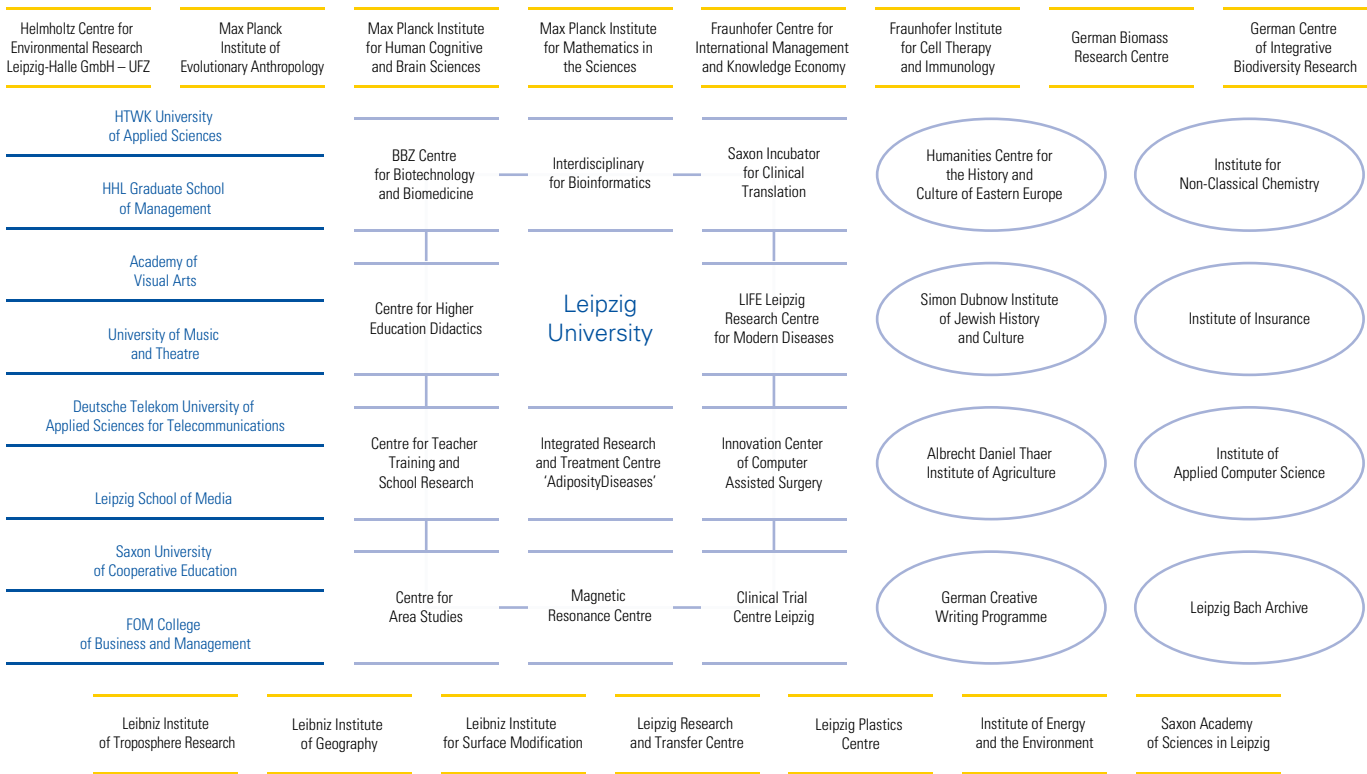 Helmholtz Centre for
Environmental Research
Leipzig-Halle GmbH – UFZ
Max Planck
Institute of
Evolutionary Anthropology
Max Planck Institute
for Human Cognitive
and Brain Sciences
Max Planck Institute
for Mathematics in
the Sciences
Fraunhofer Centre for
International Management
and Knowledge Economy
Fraunhofer Institute
for Cell Therapy
and Immunology
German Biomass
Research Centre
German Centre
of Integrative
Biodiversity Research
HTWK University
of Applied Sciences
HHL Graduate School
of Management
Academy of
Visual Arts
University of Music
and Theatre
Deutsche Telekom University of
Applied Sciences for Telecommunications
Leipzig School of Media
Saxon University
of Cooperative Education
FOM College
of Business and Management
BBZ Centre
for Biotechnology
and Biomedicine
Interdisciplinary
for Bioinformatics
Saxon Incubator
for Clinical
Translation
Centre for Higher
Education Didactics
Leipzig
University
LIFE Leipzig
Research Centre
for Modern Diseases
Centre for Teacher
Training and
School Research
Integrated Research
and Treatment Centre
'AdiposityDiseases'
Innovation Center
of Computer
Assisted Surgery
Centre for
Area Studies
Magnetic
Resonance Centre
Clinical Trial
Centre Leipzig
Humanities Centre for
the History and
Culture of Eastern Europe
Institute for
Non-Classical Chemistry
Simon Dubnow Institute
of Jewish History
and Culture
Institute of Insurance
Albrecht Daniel Thaer
Institute of Agriculture
Institute of
Applied Computer Science
German Creative
Writing Programme
Leipzig Bach Archive
Leibniz Institute
of Troposphere Research
Leibniz Institute
of Geography
Leibniz Institute
for Surface Modification
Leipzig Research
and Transfer Centre
Leipzig Plastics
Centre
Institute of Energy
and the Environment
Saxon Academy
of Sciences in Leipzig